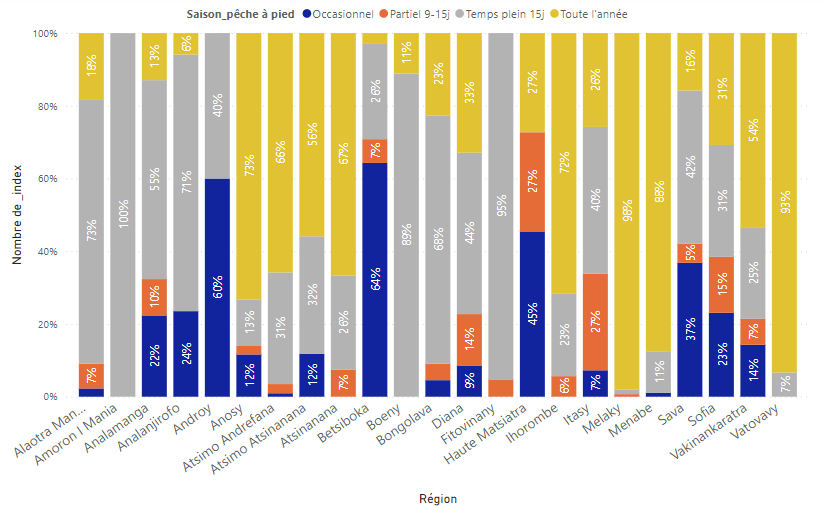 Saison_pêche à pied Occasionnel Partiel 9-15j Temps plein 15j Toute l'année
Nombre de _index
100%
80%
60%
40%
20%
0%
18% 73% 7%
100%
13% 55% 10% 22%
6% 71% 24%
40% 60%
73% 13% 12%
66% 31%
56% 32% 12%
67% 26% 7%
26% 7% 64%
11% 89%
23% 68%
33% 44% 14% 9%
95%
27% 27% 45%
72% 23% 6%
26% 40% 27% 7%
98%
88% 11%
16% 42% 5% 37%
31% 31% 15% 23%
54% 25% 7% 14%
93% 7%
Alaotra Man...
Amoron I Mania
Analamanga
Analanjirofo
Androy
Anosy
Atsimo Andrefana
Atsimo Atsinanana
Atsinanana
Betsiboka
Boeny
Bongolava
Diana
Fitovinany
Haute Matsiatra
Ihorombe
Itasy
Melaky
Menabe
Sava
Sofia
Vakinankaratra
Vatovavy
Région